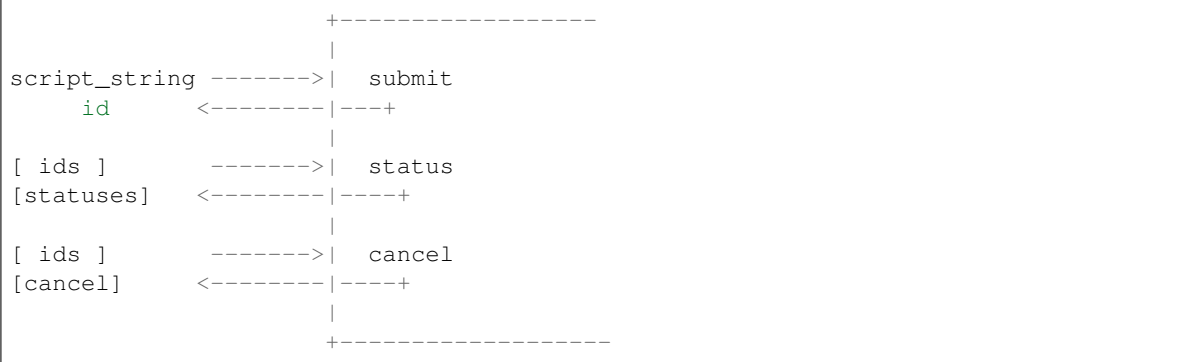 +------------------
                      |
script_string ------->|  submit
     id      <--------|---+
                      |
[ ids ]       ------->|  status
[statuses]   <--------|----+
                      |
[ ids ]       ------->|  cancel
[cancel]     <--------|----+
                      |
                      +-------------------